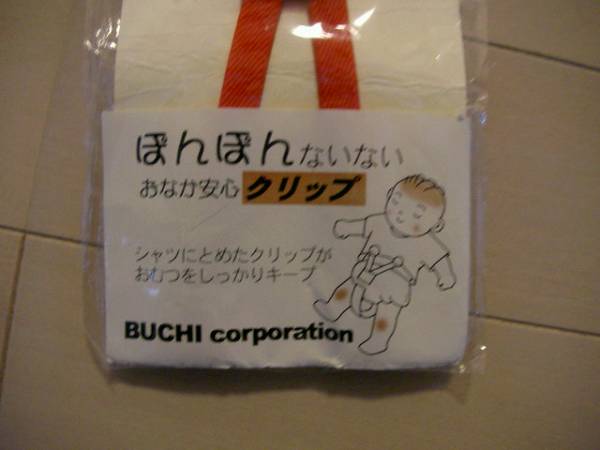 ぽんぽんないない
おなか安心 クリップ
シャツにとめたクリップが
おむつをしっかりキープ
BUCHI corporation